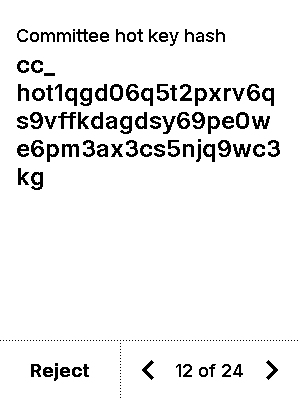 Committee hot key hash
cc_
hot1qgd06q5t2pxrv6q
s9vffkdagdsy69pe0w
e6pm3ax3cs5njq9wc3
kg
Reject
12 of 24